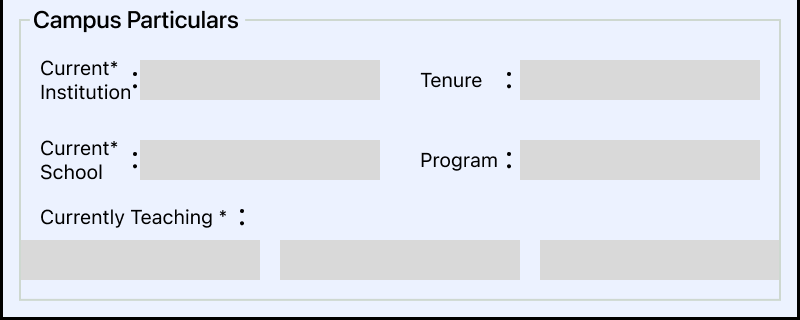 Campus Particulars
Current*
Institution :
Tenure :
Current*
School :
Program :
Currently Teaching * :